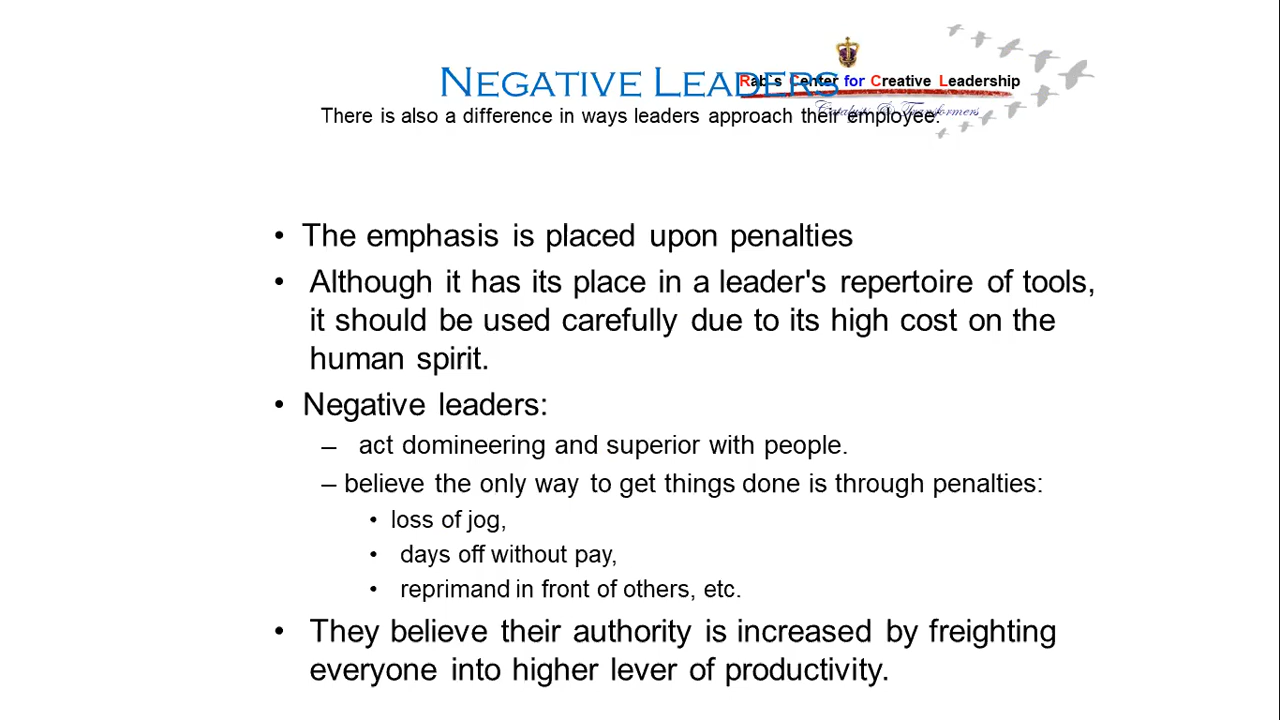 Negative Leaders
Rab's Center for Creative Leadership
Catalysts & Transformers
There is also a difference in ways leaders approach their employee.
• The emphasis is placed upon penalties
• Although it has its place in a leader's repertoire of tools,
it should be used carefully due to its high cost on the
human spirit.
• Negative leaders:
– act domineering and superior with people.
– believe the only way to get things done is through penalties:
• loss of jog,
• days off without pay,
• reprimand in front of others, etc.
• They believe their authority is increased by freighting
everyone into higher lever of productivity.